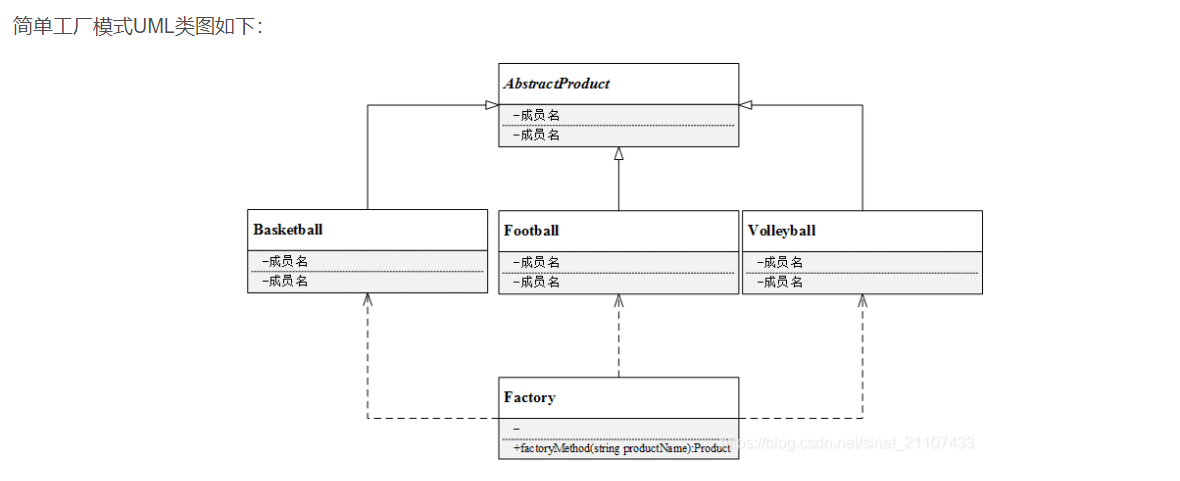 简单工厂模式UML类图如下：
AbstractProduct
-成员名
-成员名
Basketball
-成员名
-成员名
Football
-成员名
-成员名
Volleyball
-成员名
-成员名
Factory
-
+factoryMethod(string productName):Product
https://blog.csdn.net/sinat_21107433